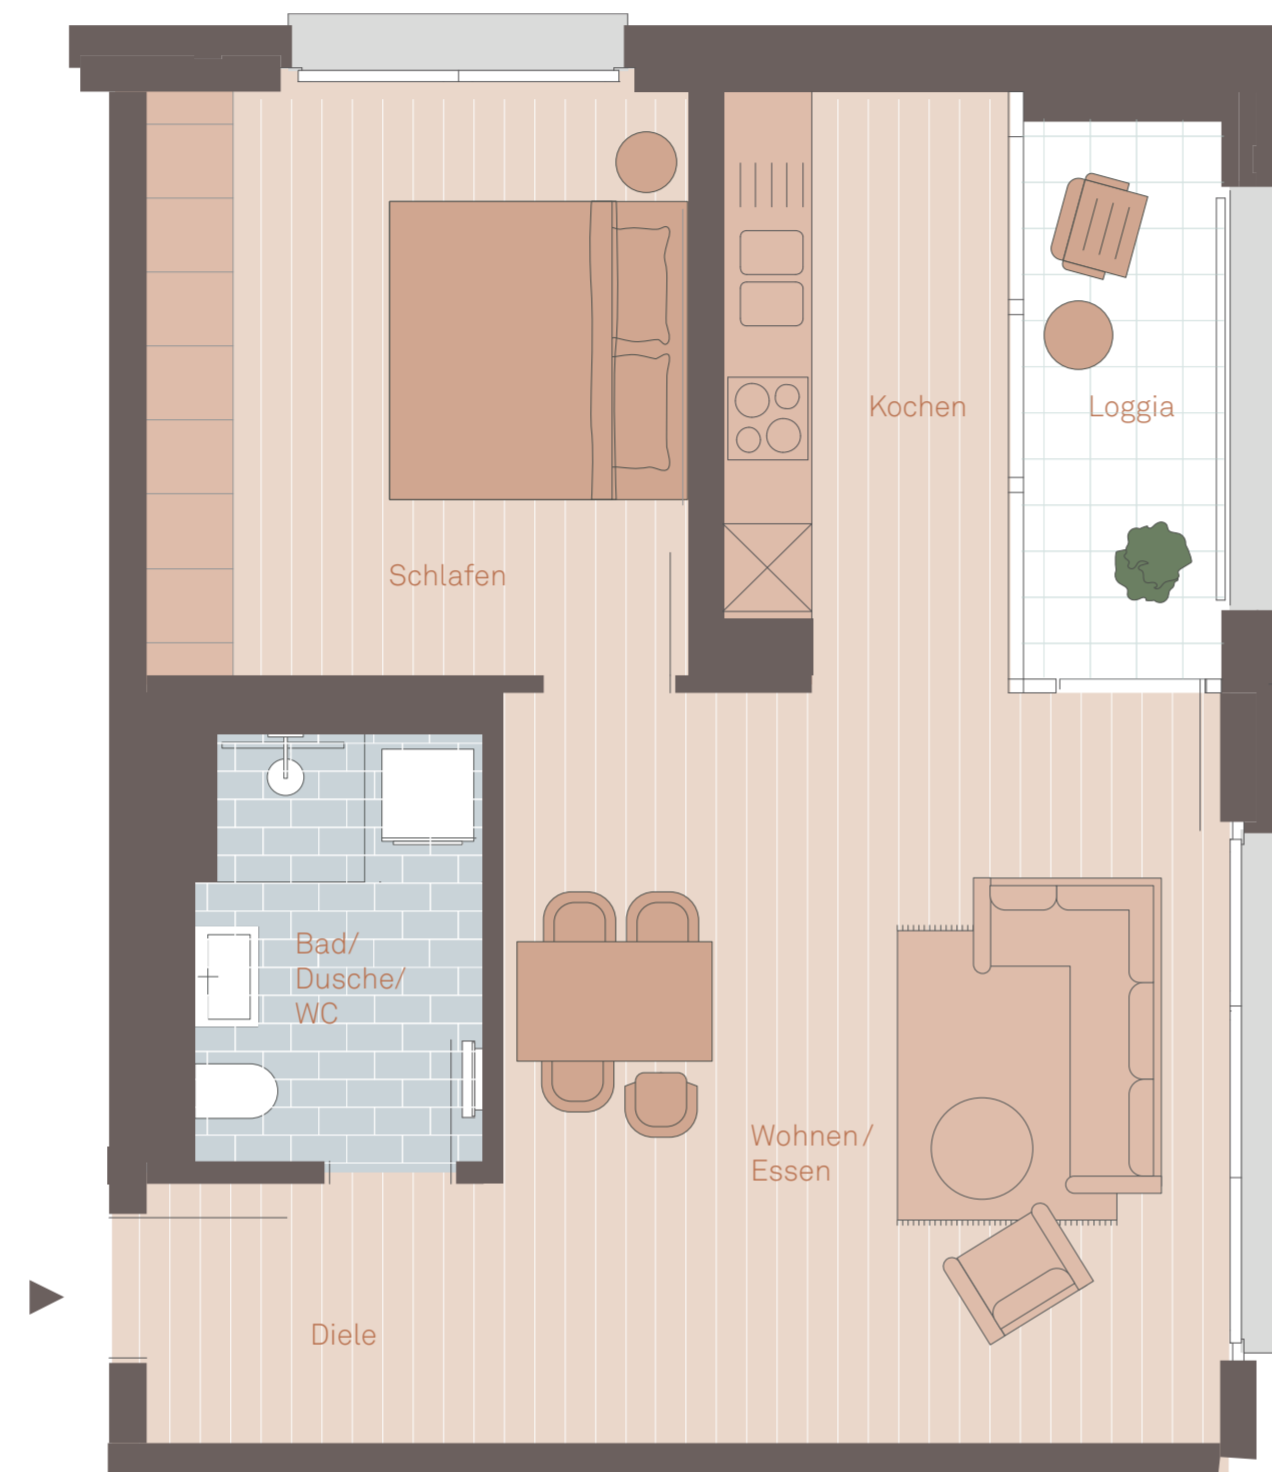 Kochen
Loggia
Schlafen
Bad/
Dusche/
WC
Wohnen/
Essen
Diele